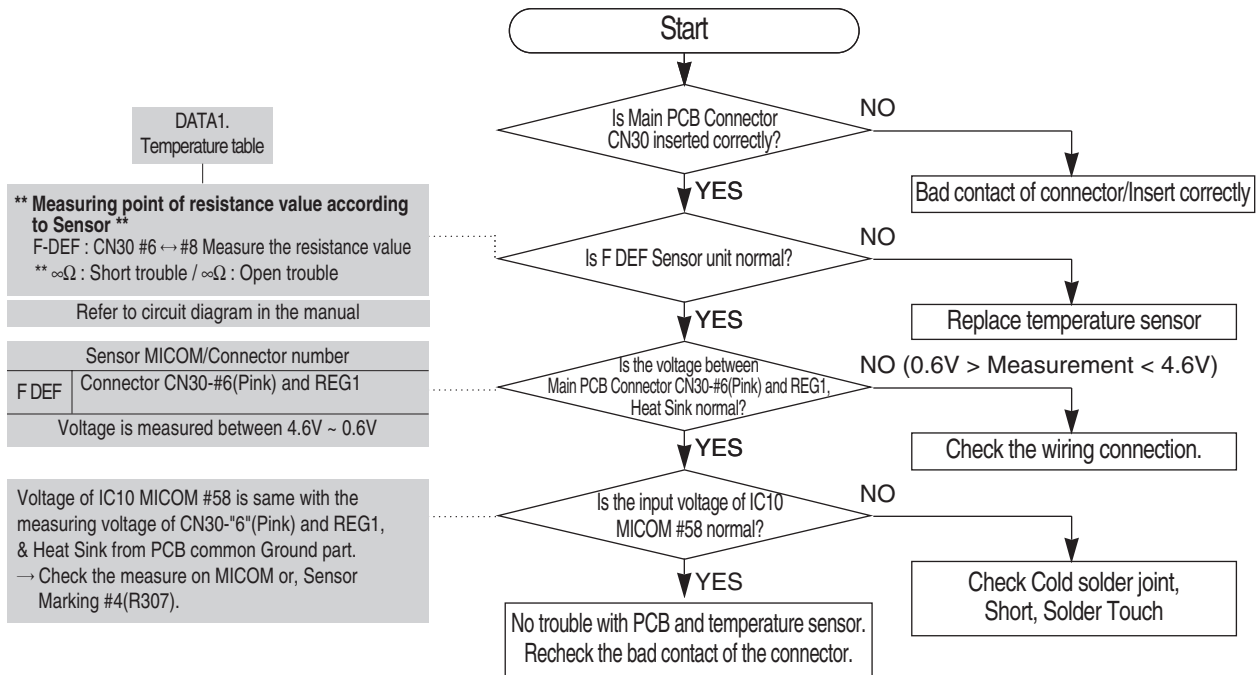 Start
Is Main PCB Connector
CN30 inserted correctly?
NO
Bad contact of connector/Insert correctly
YES
DATA1.
Temperature table
** Measuring point of resistance value according
to Sensor **
F-DEF : CN30 #6 ↔ #8 Measure the resistance value
** ∞Ω : Short trouble / ∞Ω : Open trouble
Refer to circuit diagram in the manual
Is F DEF Sensor unit normal?
NO
Replace temperature sensor
YES
Sensor MICOM/Connector number
F DEF
Connector CN30-#6(Pink) and REG1
Voltage is measured between 4.6V ~ 0.6V
Is the voltage between
Main PCB Connector CN30-#6(Pink) and REG1,
Heat Sink normal?
NO (0.6V > Measurement < 4.6V)
Check the wiring connection.
YES
Voltage of IC10 MICOM #58 is same with the
measuring voltage of CN30-"6"(Pink) and REG1,
& Heat Sink from PCB common Ground part.
→ Check the measure on MICOM or, Sensor
Marking #4(R307).
Is the input voltage of IC10
MICOM #58 normal?
NO
Check Cold solder joint,
Short, Solder Touch
YES
No trouble with PCB and temperature sensor.
Recheck the bad contact of the connector.